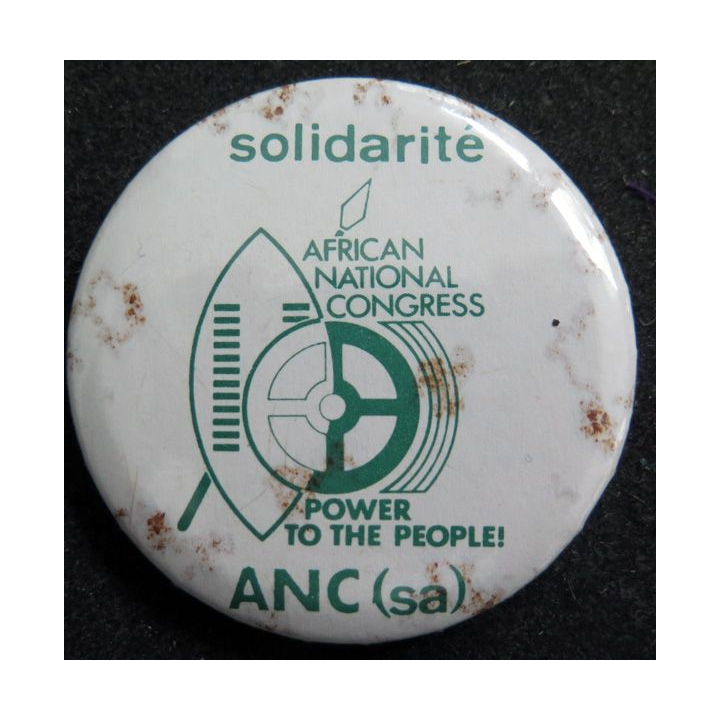 solidarité
AFRICAN
NATIONAL
CONGRESS
POWER
TO THE PEOPLE!
ANC (sa)